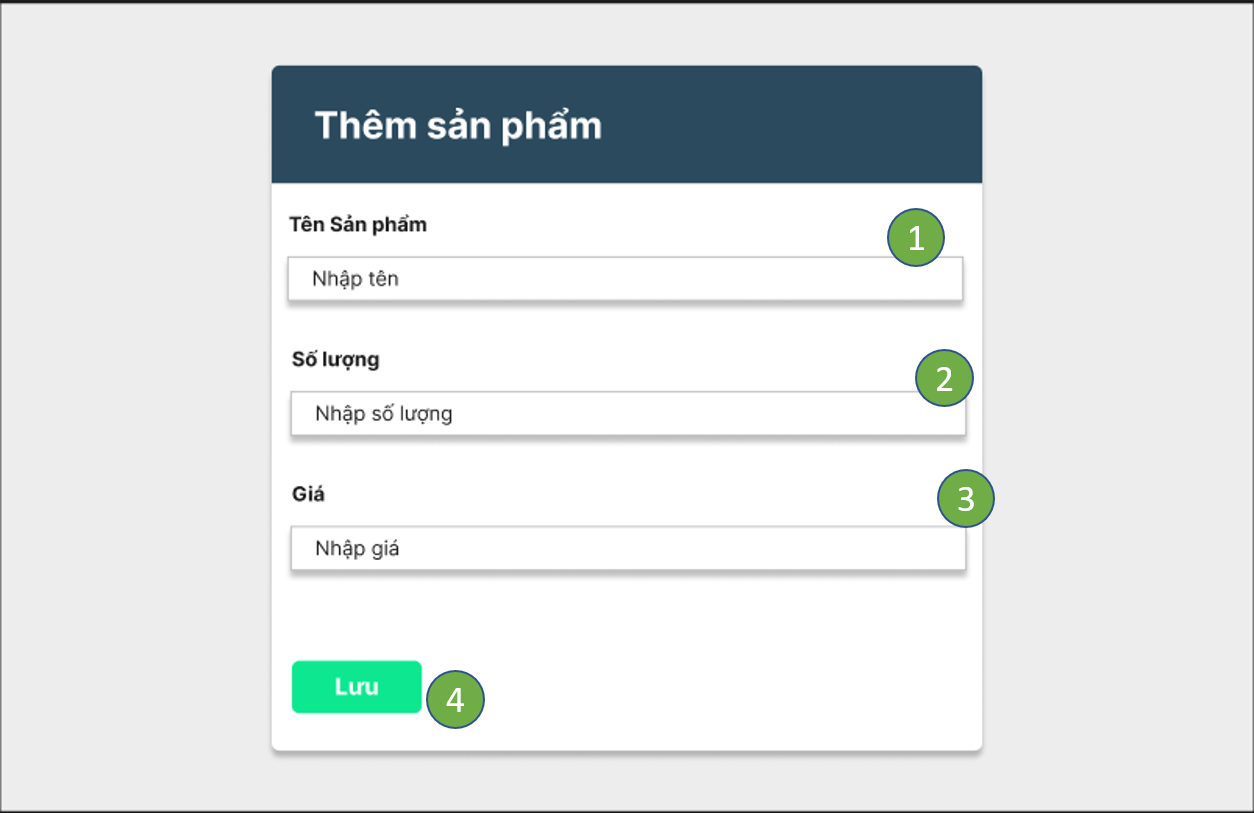 Thêm sản phẩm
Tên Sản phẩm
1
Nhập tên
Số lượng
2
Nhập số lượng
Giá
3
Nhập giá
Lưu
4